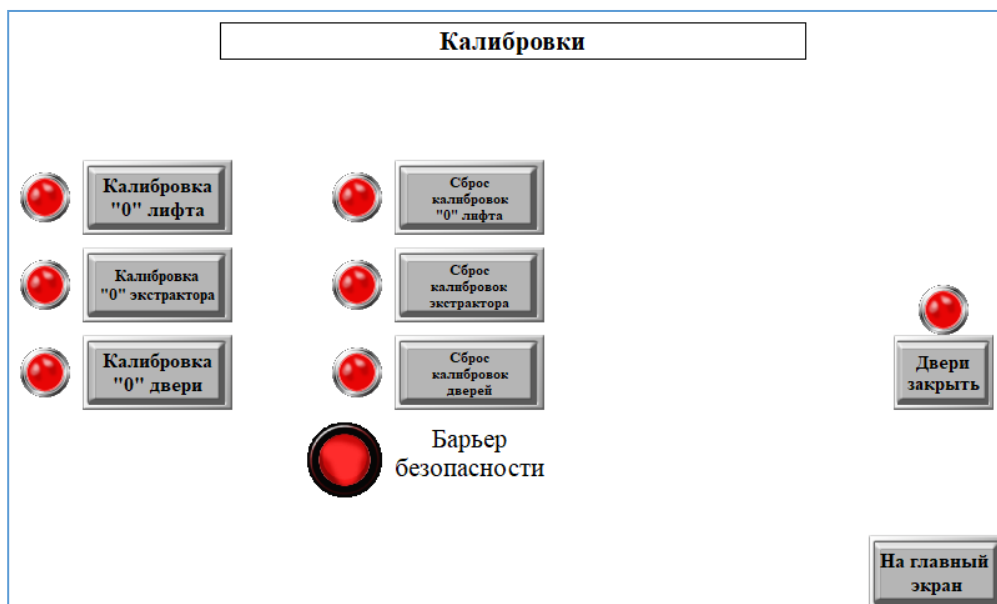 Калибровки
Калибровка
"0" лифта
Сброс
калибровок
"0" лифта
Калибровка
"0" экстрактора
Сброс
калибровок
экстрактора
Калибровка
"0" двери
Сброс
калибровок
дверей
Двери
закрыть
Барьер
безопасности
На главный
экран